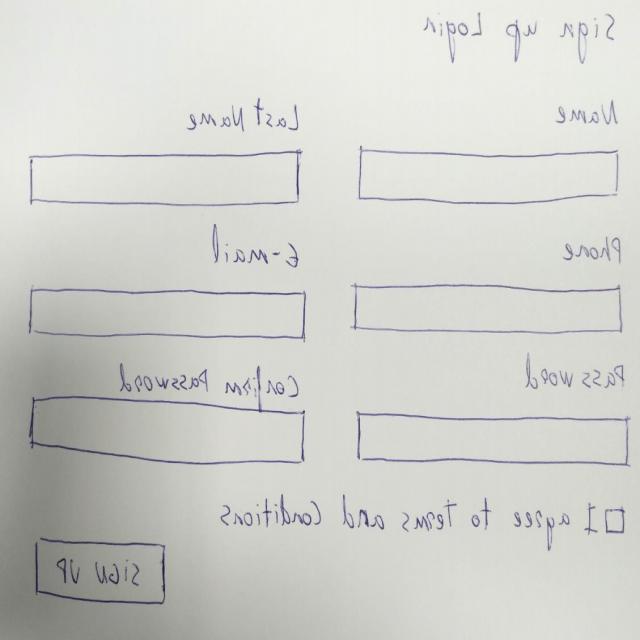 Sign up Login
Name Last Name
Phone E-mail
Password Confirm Password
I agree to Terms and Conditions
SIGN UP